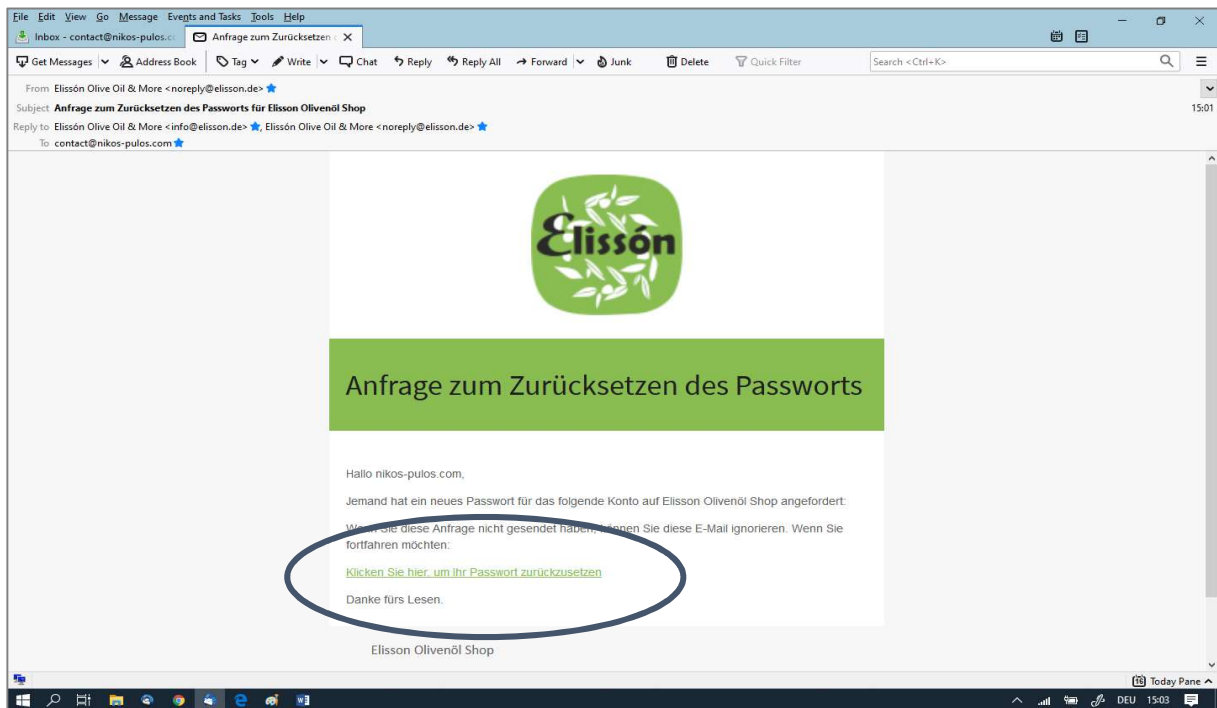 File Edit View Go Message Events and Tasks Tools Help
Inbox - contact@nikos-pulos.c Anfrage zum Zurücksetzen
Get Messages Address Book Tag Write Chat Reply Reply All Forward Junk Delete Quick Filter Search <Ctrl+K>
From Elissón Olive Oil & More <noreply@elisson.de>
Subject Anfrage zum Zurücksetzen des Passworts für Elisson Olivenöl Shop 15:01
Reply to Elissón Olive Oil & More <info@elisson.de>, Elissón Olive Oil & More <noreply@elisson.de>
To contact@nikos-pulos.com
Elissón
Anfrage zum Zurücksetzen des Passworts
Hallo nikos-pulos.com,
Jemand hat ein neues Passwort für das folgende Konto auf Elisson Olivenöl Shop angefordert:
Wenn Sie diese Anfrage nicht gesendet haben, können Sie diese E-Mail ignorieren. Wenn Sie
fortfahren möchten:
Klicken Sie hier, um Ihr Passwort zurückzusetzen
Danke fürs Lesen.
Elisson Olivenöl Shop
16 Today Pane
DEU 15:03